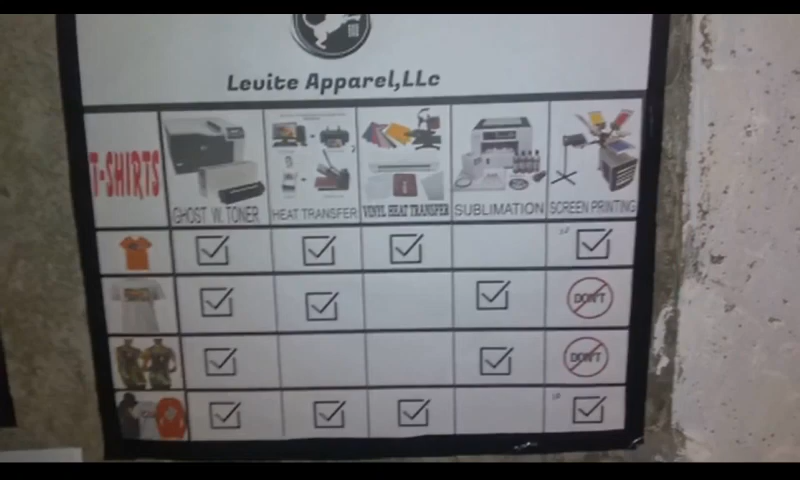 Levite Apparel,LLc
T-SHIRTS
GHOST W. TONER
HEAT TRANSFER
VINYL HEAT TRANSFER
SUBLIMATION
SCREEN PRINTING
DON'T
DON'T